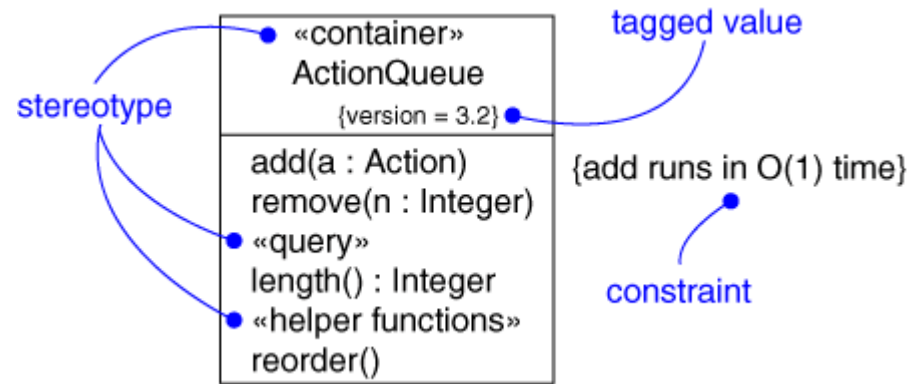 tagged value
«container»
ActionQueue
stereotype
{version = 3.2}
add(a : Action)
{add runs in O(1) time}
remove(n : Integer)
«query»
length() : Integer
constraint
«helper functions»
reorder()